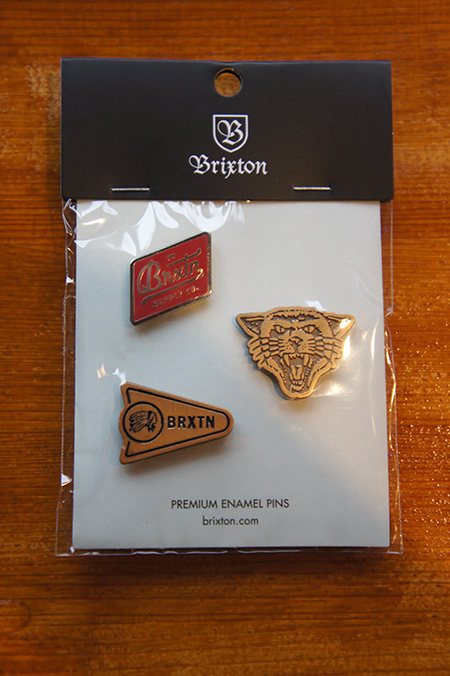 B
Brixton
Brixton
SUPPLY CO.
BRXTN
PREMIUM ENAMEL PINS
brixton.com